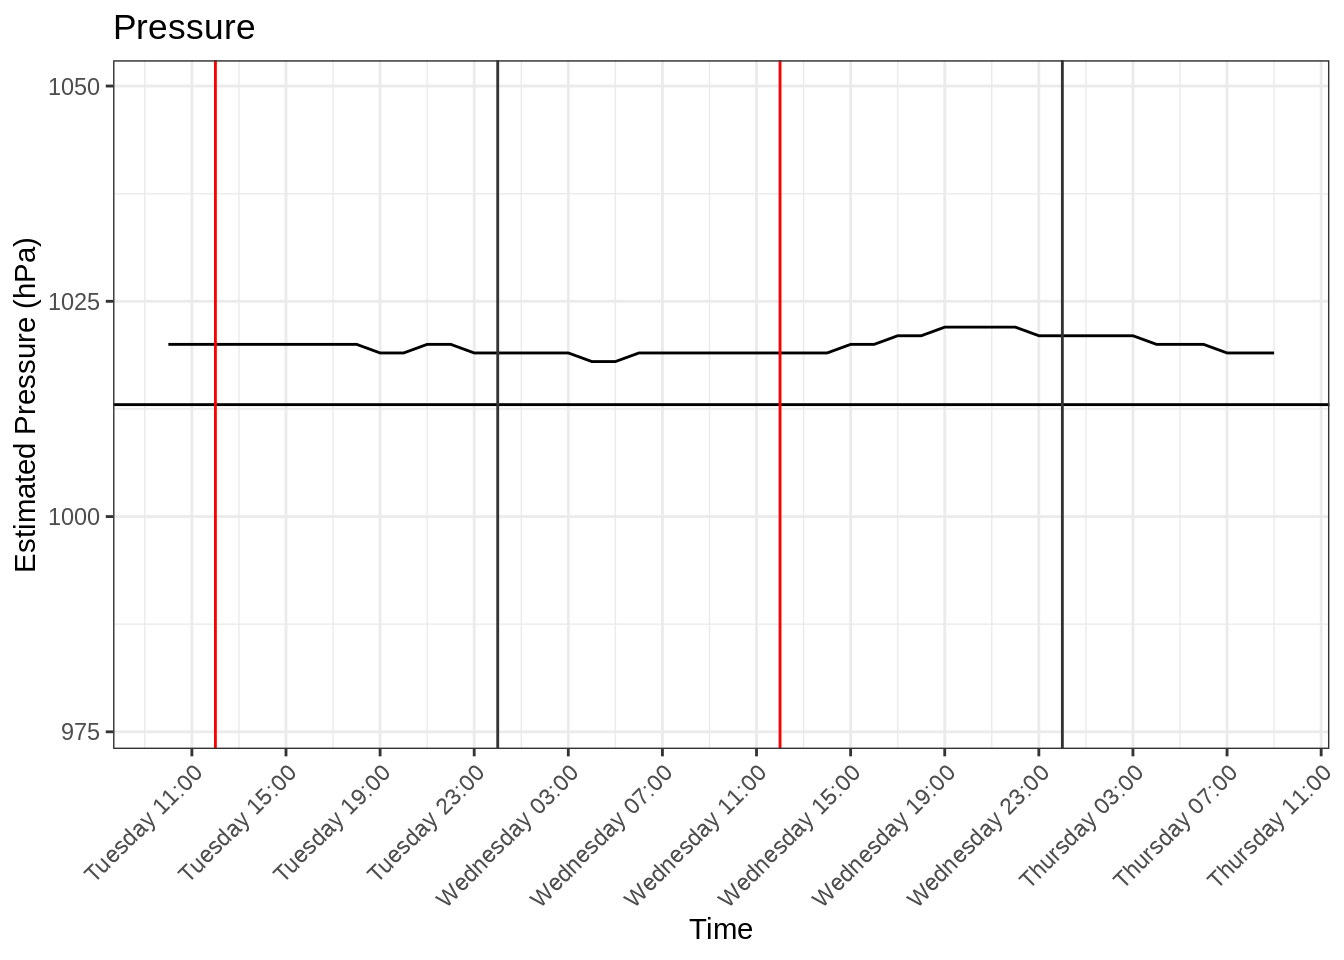 Pressure
Estimated Pressure (hPa)
1050
1025
1000
975
Tuesday 11:00
Tuesday 15:00
Tuesday 19:00
Tuesday 23:00
Wednesday 03:00
Wednesday 07:00
Wednesday 11:00
Wednesday 15:00
Wednesday 19:00
Wednesday 23:00
Thursday 03:00
Thursday 07:00
Thursday 11:00
Time